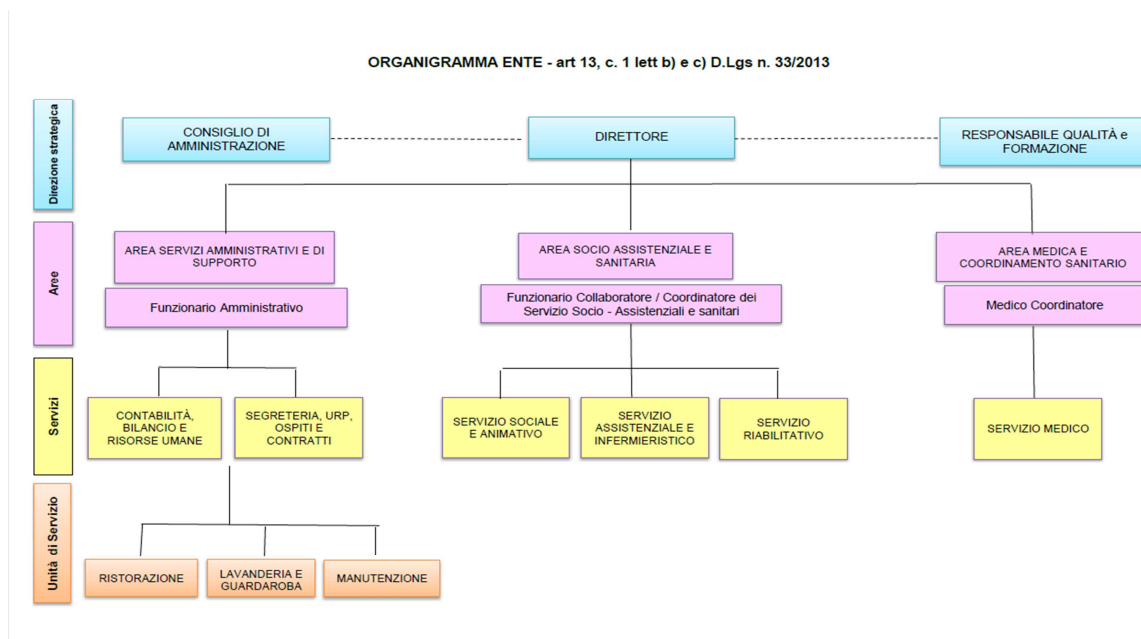 ORGANIGRAMMA ENTE - art 13, c. 1 lett b) e c) D.Lgs n. 33/2013
Direzione strategica
CONSIGLIO DI
AMMINISTRAZIONE
DIRETTORE
RESPONSABILE QUALITÀ e
FORMAZIONE
Aree
AREA SERVIZI AMMINISTRATIVI E DI
SUPPORTO
AREA SOCIO ASSISTENZIALE E
SANITARIA
AREA MEDICA E
COORDINAMENTO SANITARIO
Funzionario Amministrativo
Funzionario Collaboratore / Coordinatore dei
Servizio Socio - Assistenziali e sanitari
Medico Coordinatore
Servizi
CONTABILITÀ,
BILANCIO E
RISORSE UMANE
SEGRETERIA, URP,
OSPITI E
CONTRATTI
SERVIZIO SOCIALE
E ANIMATIVO
SERVIZIO
ASSISTENZIALE E
INFERMIERISTICO
SERVIZIO
RIABILITATIVO
SERVIZIO MEDICO
Unità di Servizio
RISTORAZIONE
LAVANDERIA E
GUARDAROBA
MANUTENZIONE